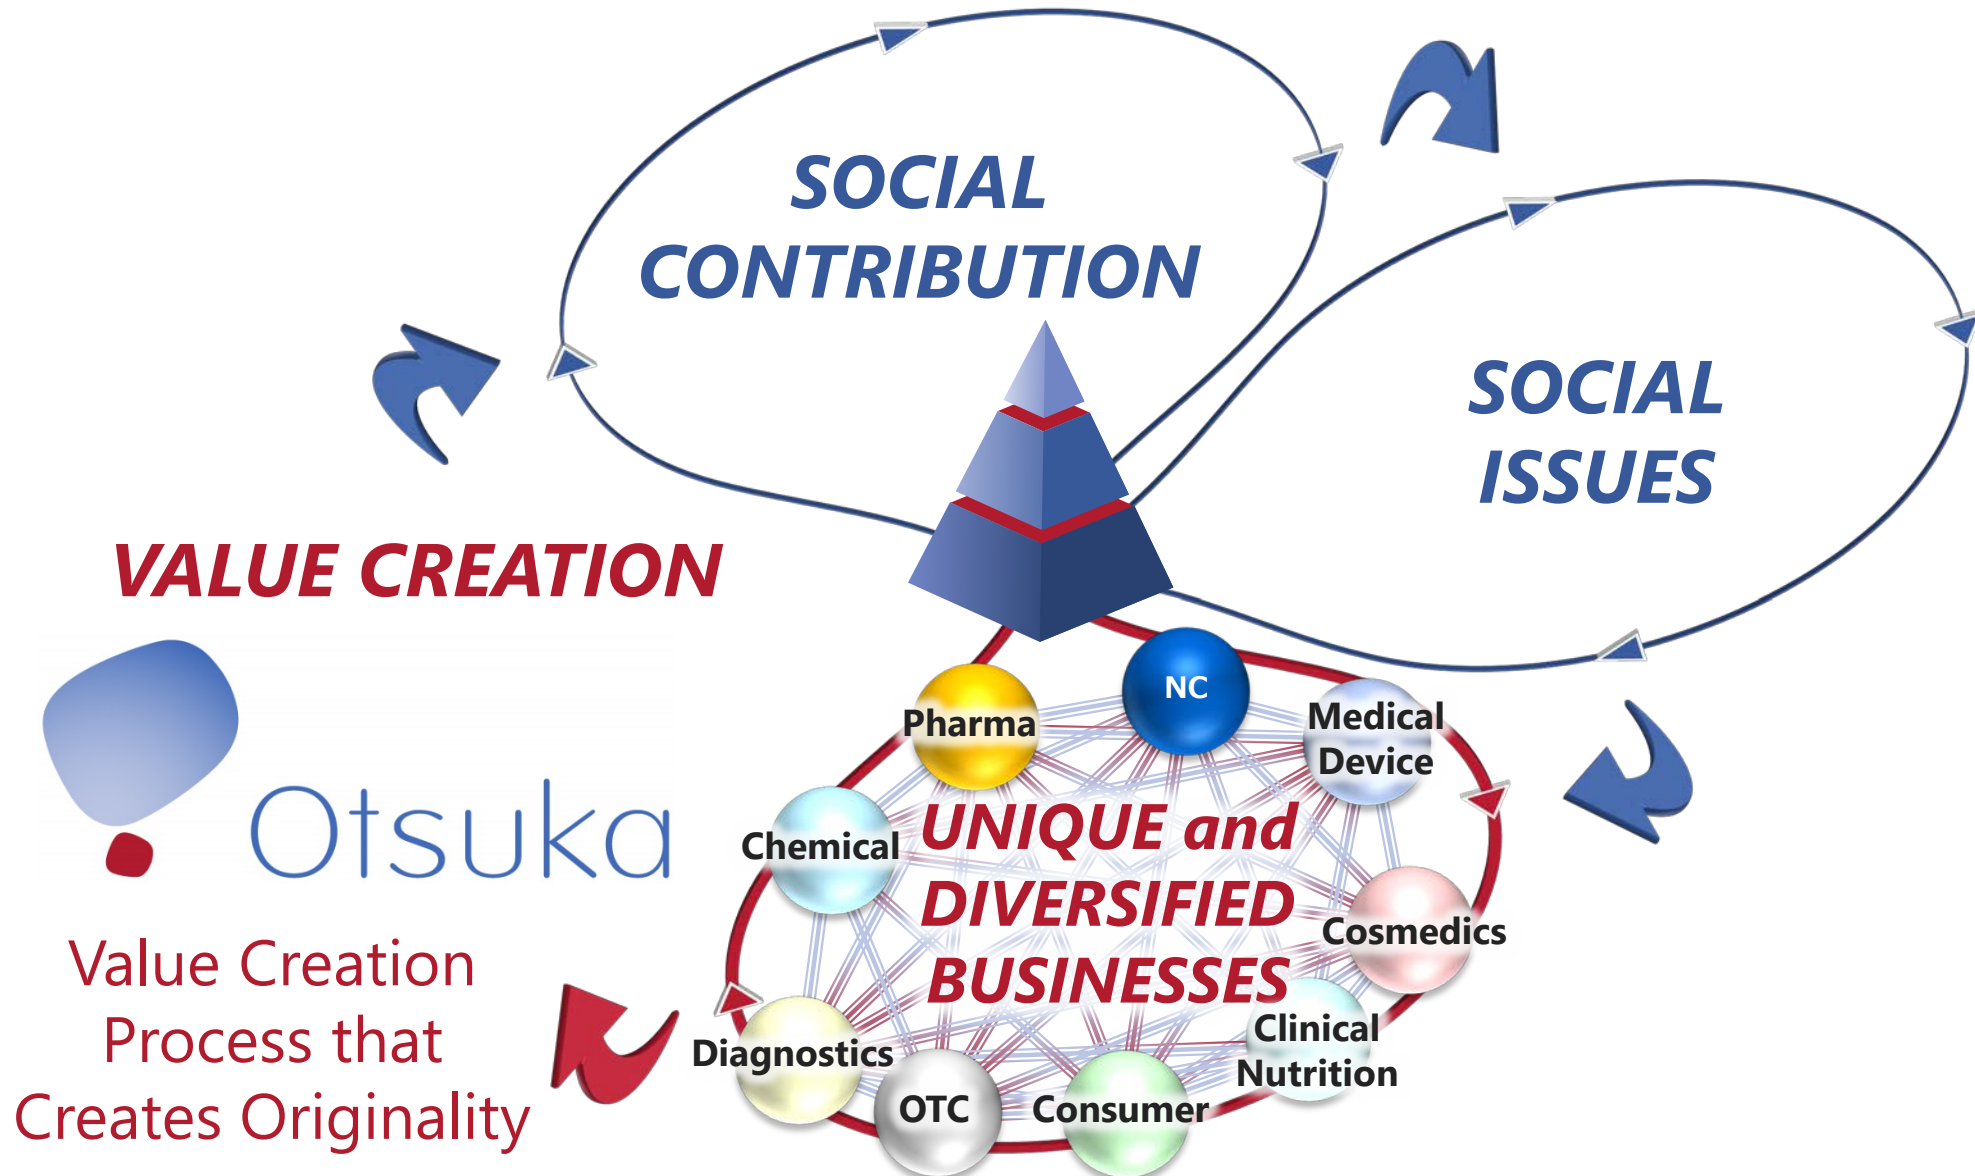 SOCIAL
CONTRIBUTION
SOCIAL
ISSUES
VALUE CREATION
Otsuka
Value Creation
Process that
Creates Originality
NC
Pharma
Medical
Device
Chemical
UNIQUE and
DIVERSIFIED
BUSINESSES
Cosmedics
Clinical
Nutrition
Diagnostics
OTC
Consumer